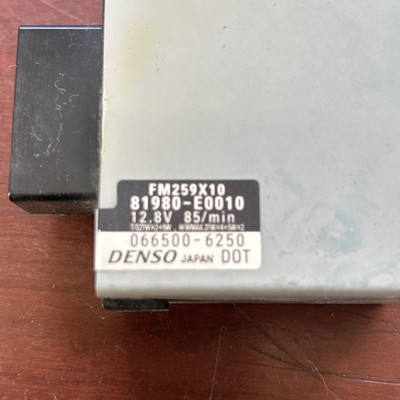 FM259X10
81980-E0010
12.8V 85/min
066500-6250
DENSO JAPAN DOT